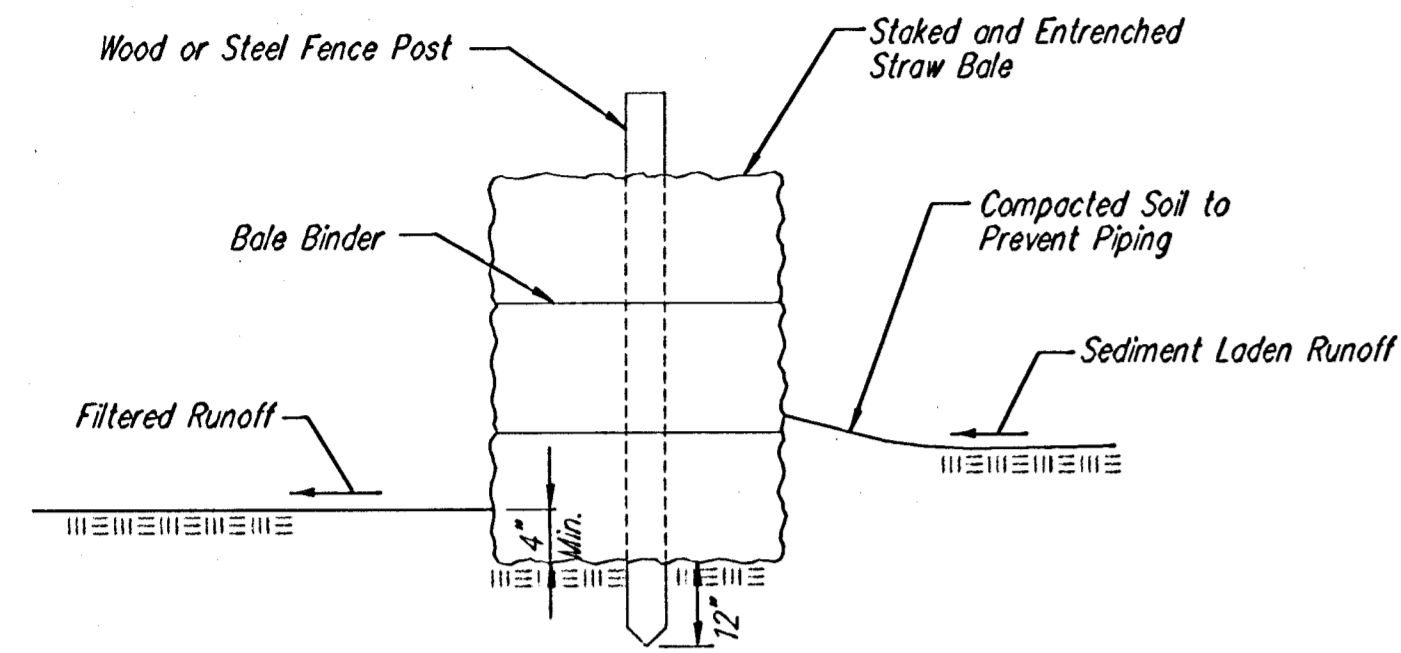 Wood or Steel Fence Post
Staked and Entrenched
Straw Bale
Bale Binder
Compacted Soil to
Prevent Piping
Sediment Laden Runoff
Filtered Runoff
4"
Min.
12"